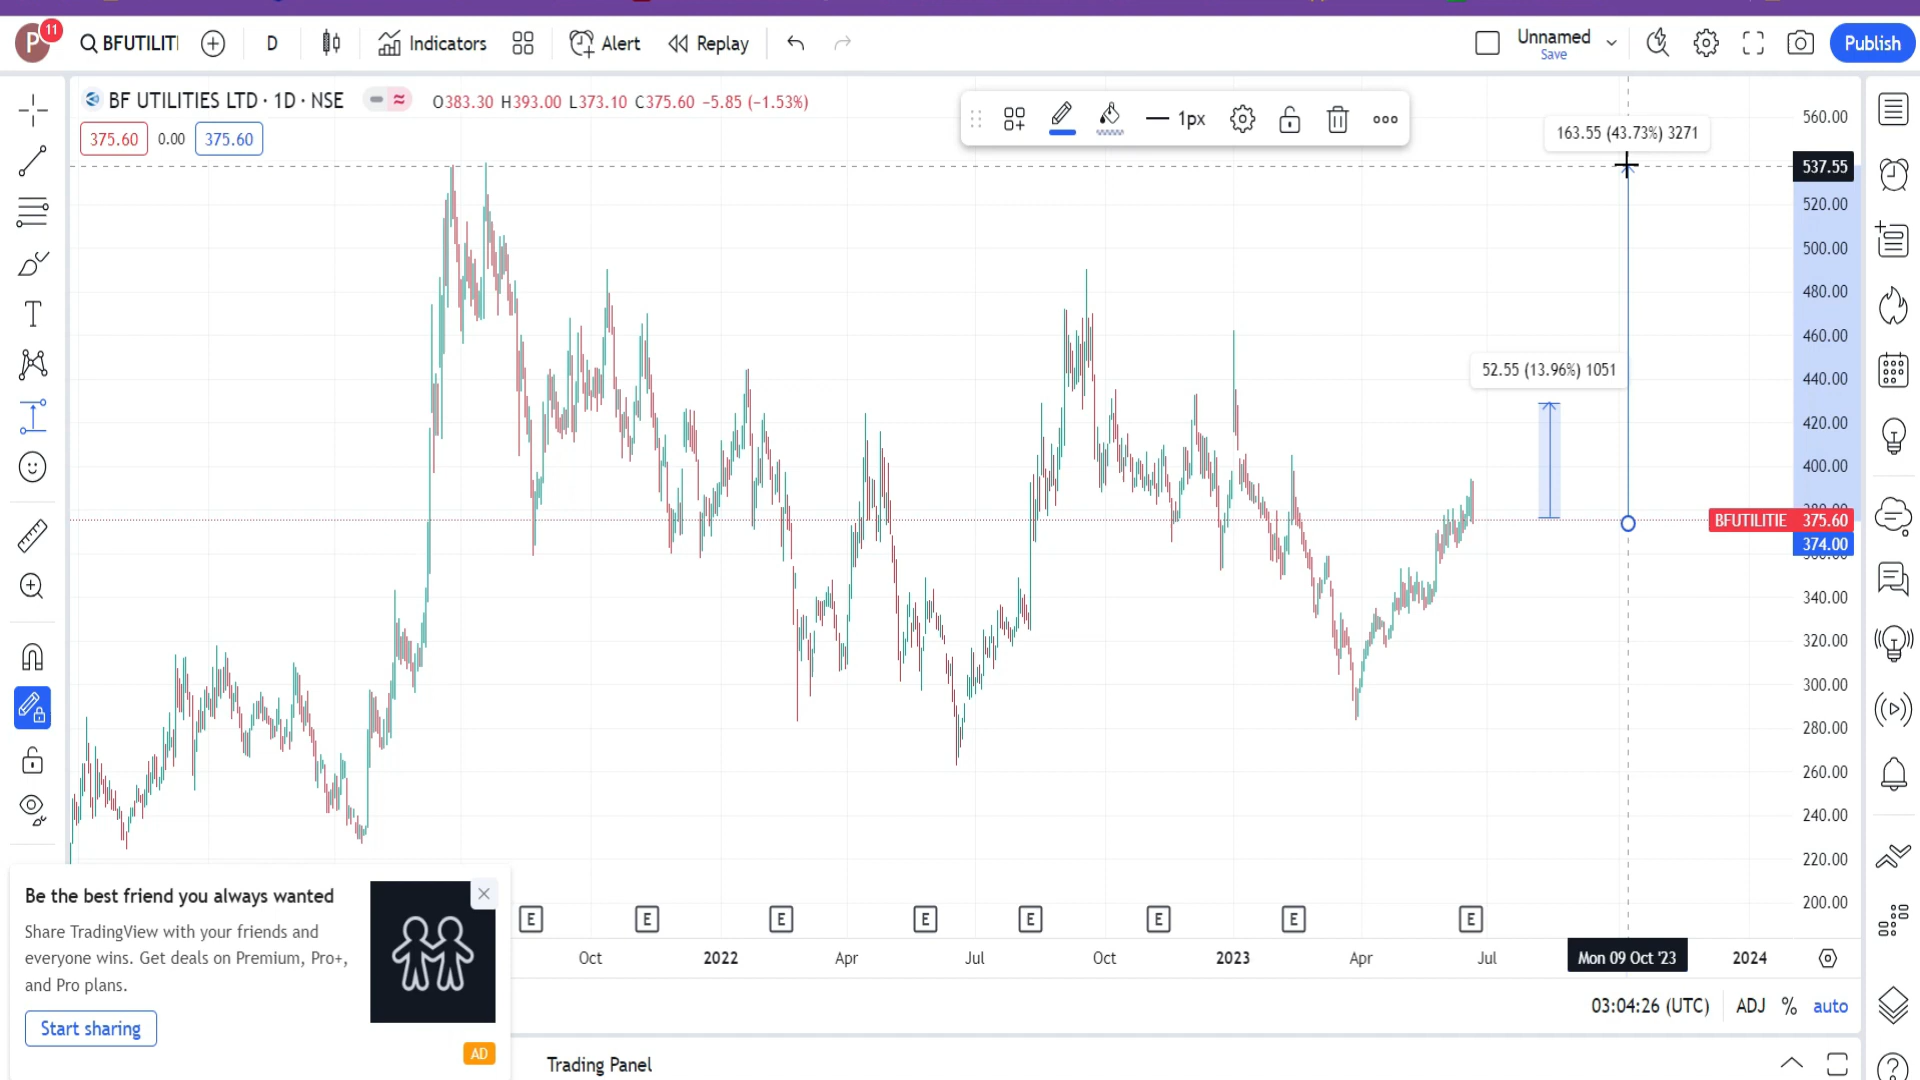 P
11
BFUTILITI
D
Indicators
Alert
Replay
Unnamed
Save
Publish
BF UTILITIES LTD · 1D · NSE
O383.30 H393.00 L373.10 C375.60 −5.85 (−1.53%)
375.60
0.00
375.60
1px
163.55 (43.73%) 3271
52.55 (13.96%) 1051
560.00
537.55
520.00
500.00
480.00
460.00
440.00
420.00
400.00
BFUTILITIE 375.60
374.00
340.00
320.00
300.00
280.00
260.00
240.00
220.00
200.00
E
E
E
E
E
E
E
E
Oct
2022
Apr
Jul
Oct
2023
Apr
Jul
Mon 09 Oct '23
2024
Be the best friend you always wanted
Share TradingView with your friends and
everyone wins. Get deals on Premium, Pro+,
and Pro plans.
Start sharing
AD
03:04:26 (UTC)
ADJ
%
auto
Trading Panel